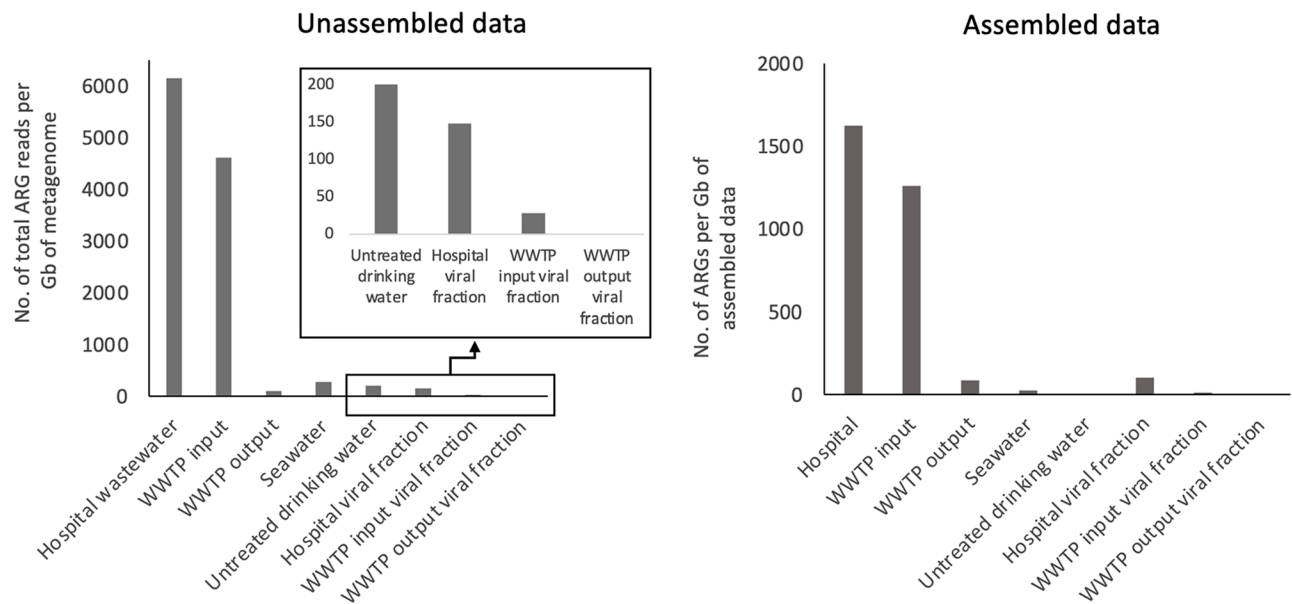 Unassembled data
No. of total ARG reads per
Gb of metagenome
6000
5000
4000
3000
2000
1000
0
200
150
100
50
0
Untreated
drinking
water
Hospital
viral
fraction
WWTP
input viral
fraction
WWTP
output
viral
fraction
Hospital wastewater
WWTP input
WWTP output
Seawater
Untreated drinking water
Hospital viral fraction
WWTP input viral fraction
WWTP output viral fraction
Assembled data
No. of ARGs per Gb of
assembled data
2000
1500
1000
500
0
Hospital
WWTP input
WWTP output
Seawater
Untreated drinking water
Hospital viral fraction
WWTP input viral fraction
WWTP output viral fraction